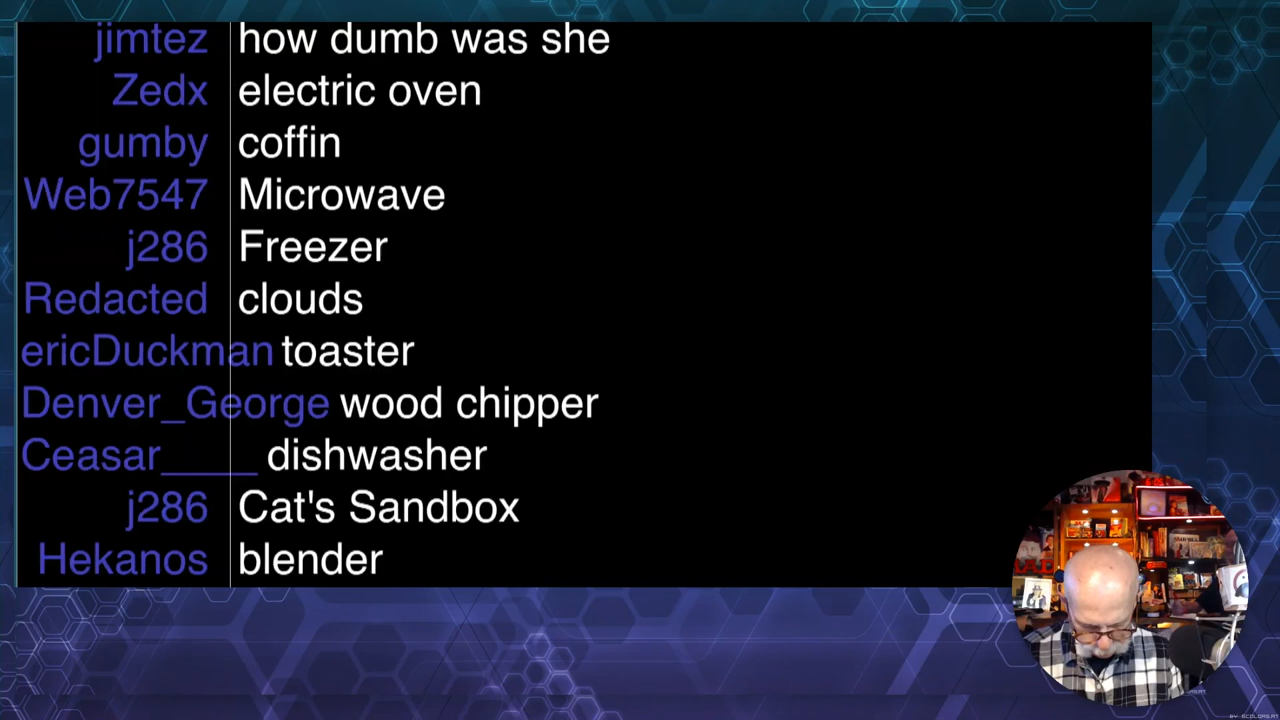 jimtez how dumb was she
Zedx electric oven
gumby coffin
Web7547 Microwave
j286 Freezer
Redacted clouds
ericDuckman toaster
Denver_George wood chipper
Ceasar____ dishwasher
j286 Cat's Sandbox
Hekanos blender